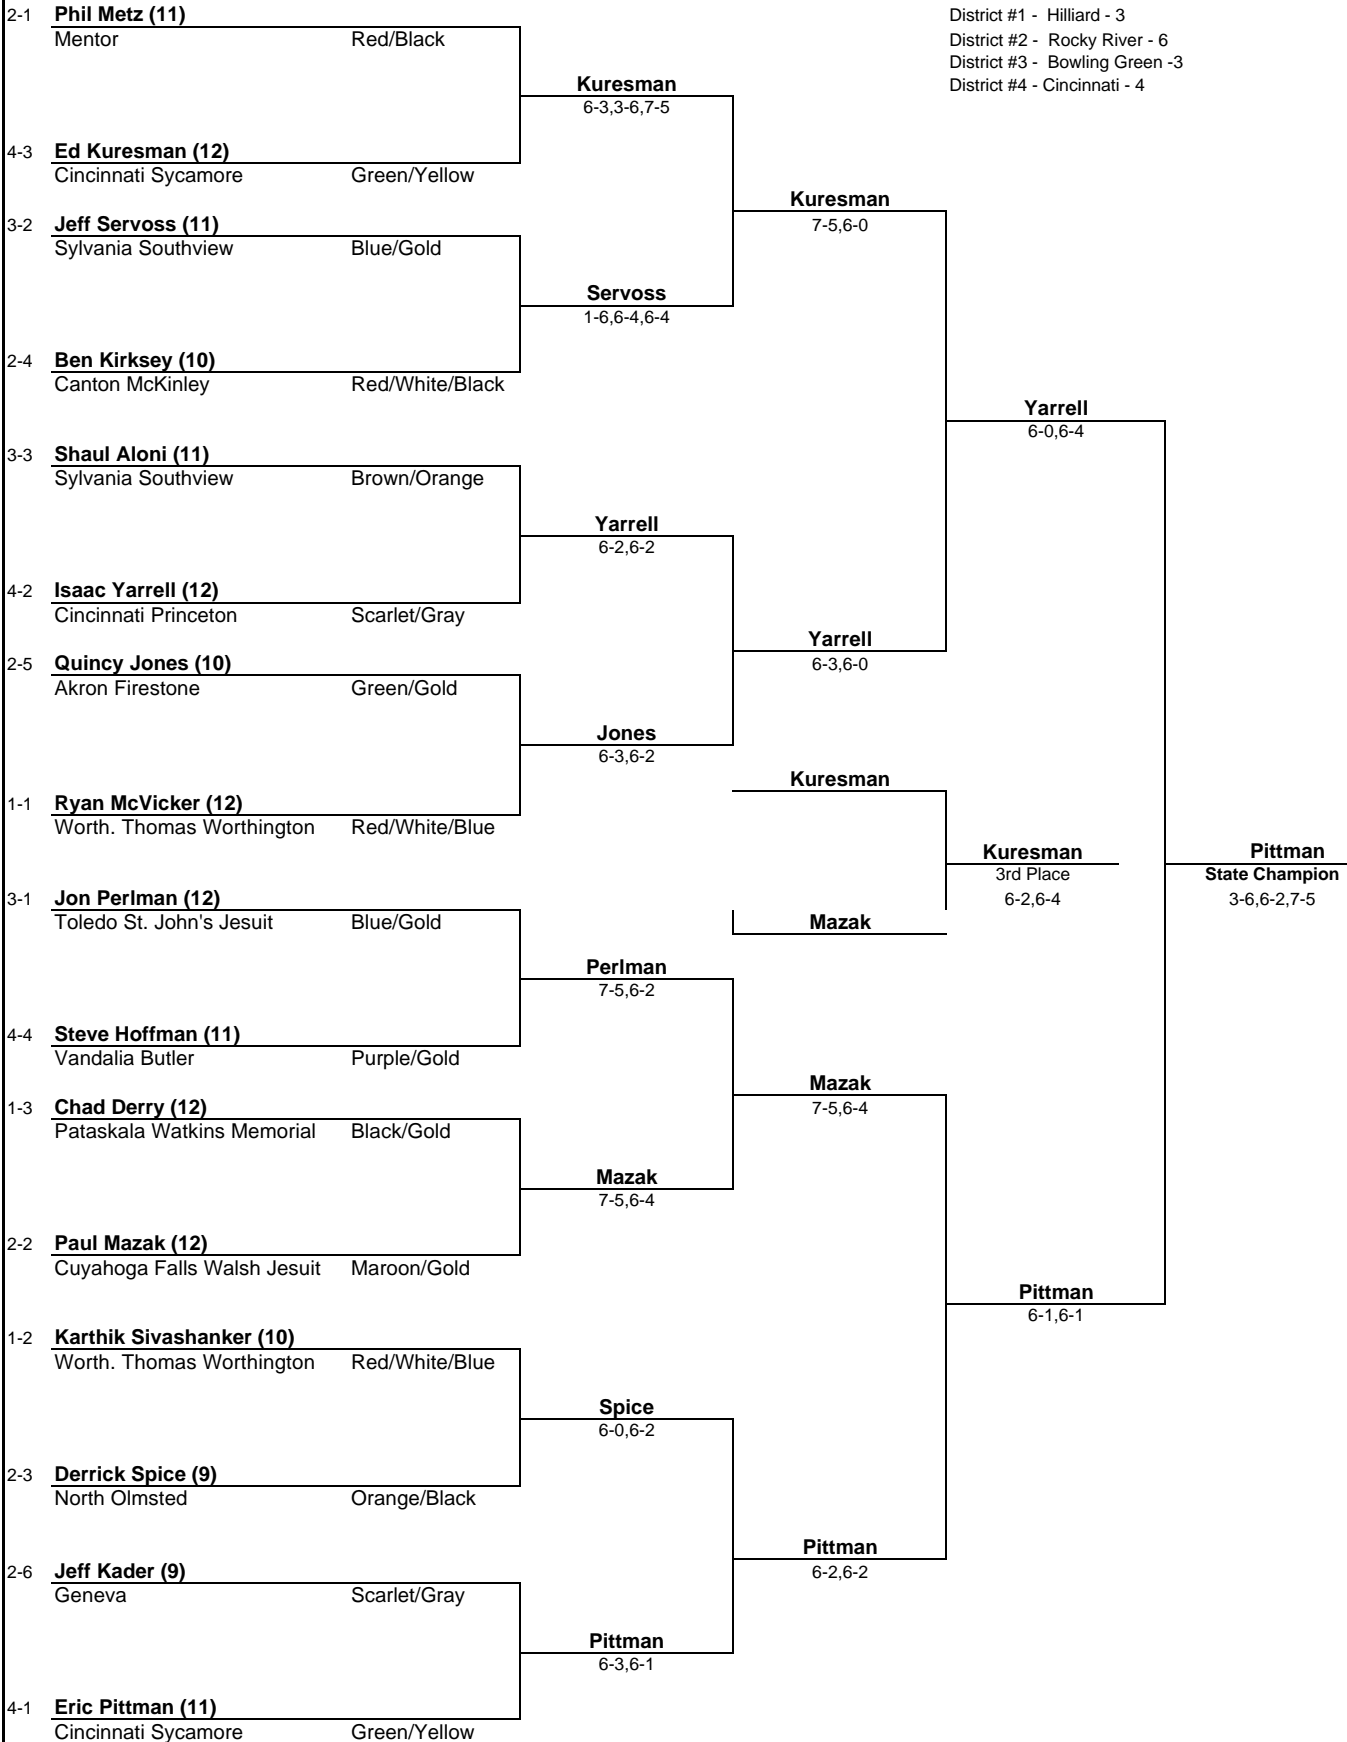 2-1 Phil Metz (11)
Mentor Red/Black
District #1 - Hilliard - 3
District #2 - Rocky River - 6
District #3 - Bowling Green -3
District #4 - Cincinnati - 4
Kuresman
6-3,3-6,7-5
4-3 Ed Kuresman (12)
Cincinnati Sycamore Green/Yellow
Kuresman
7-5,6-0
3-2 Jeff Servoss (11)
Sylvania Southview Blue/Gold
Servoss
1-6,6-4,6-4
2-4 Ben Kirksey (10)
Canton McKinley Red/White/Black
Yarrell
6-0,6-4
3-3 Shaul Aloni (11)
Sylvania Southview Brown/Orange
Yarrell
6-2,6-2
4-2 Isaac Yarrell (12)
Cincinnati Princeton Scarlet/Gray
Yarrell
6-3,6-0
2-5 Quincy Jones (10)
Akron Firestone Green/Gold
Jones
6-3,6-2
Kuresman
1-1 Ryan McVicker (12)
Worth. Thomas Worthington Red/White/Blue
Kuresman
3rd Place
6-2,6-4
Pittman
State Champion
3-6,6-2,7-5
3-1 Jon Perlman (12)
Toledo St. John's Jesuit Blue/Gold
Mazak
Perlman
7-5,6-2
4-4 Steve Hoffman (11)
Vandalia Butler Purple/Gold
Mazak
7-5,6-4
1-3 Chad Derry (12)
Pataskala Watkins Memorial Black/Gold
Mazak
7-5,6-4
2-2 Paul Mazak (12)
Cuyahoga Falls Walsh Jesuit Maroon/Gold
Pittman
6-1,6-1
1-2 Karthik Sivashanker (10)
Worth. Thomas Worthington Red/White/Blue
Spice
6-0,6-2
2-3 Derrick Spice (9)
North Olmsted Orange/Black
Pittman
6-2,6-2
2-6 Jeff Kader (9)
Geneva Scarlet/Gray
Pittman
6-3,6-1
4-1 Eric Pittman (11)
Cincinnati Sycamore Green/Yellow